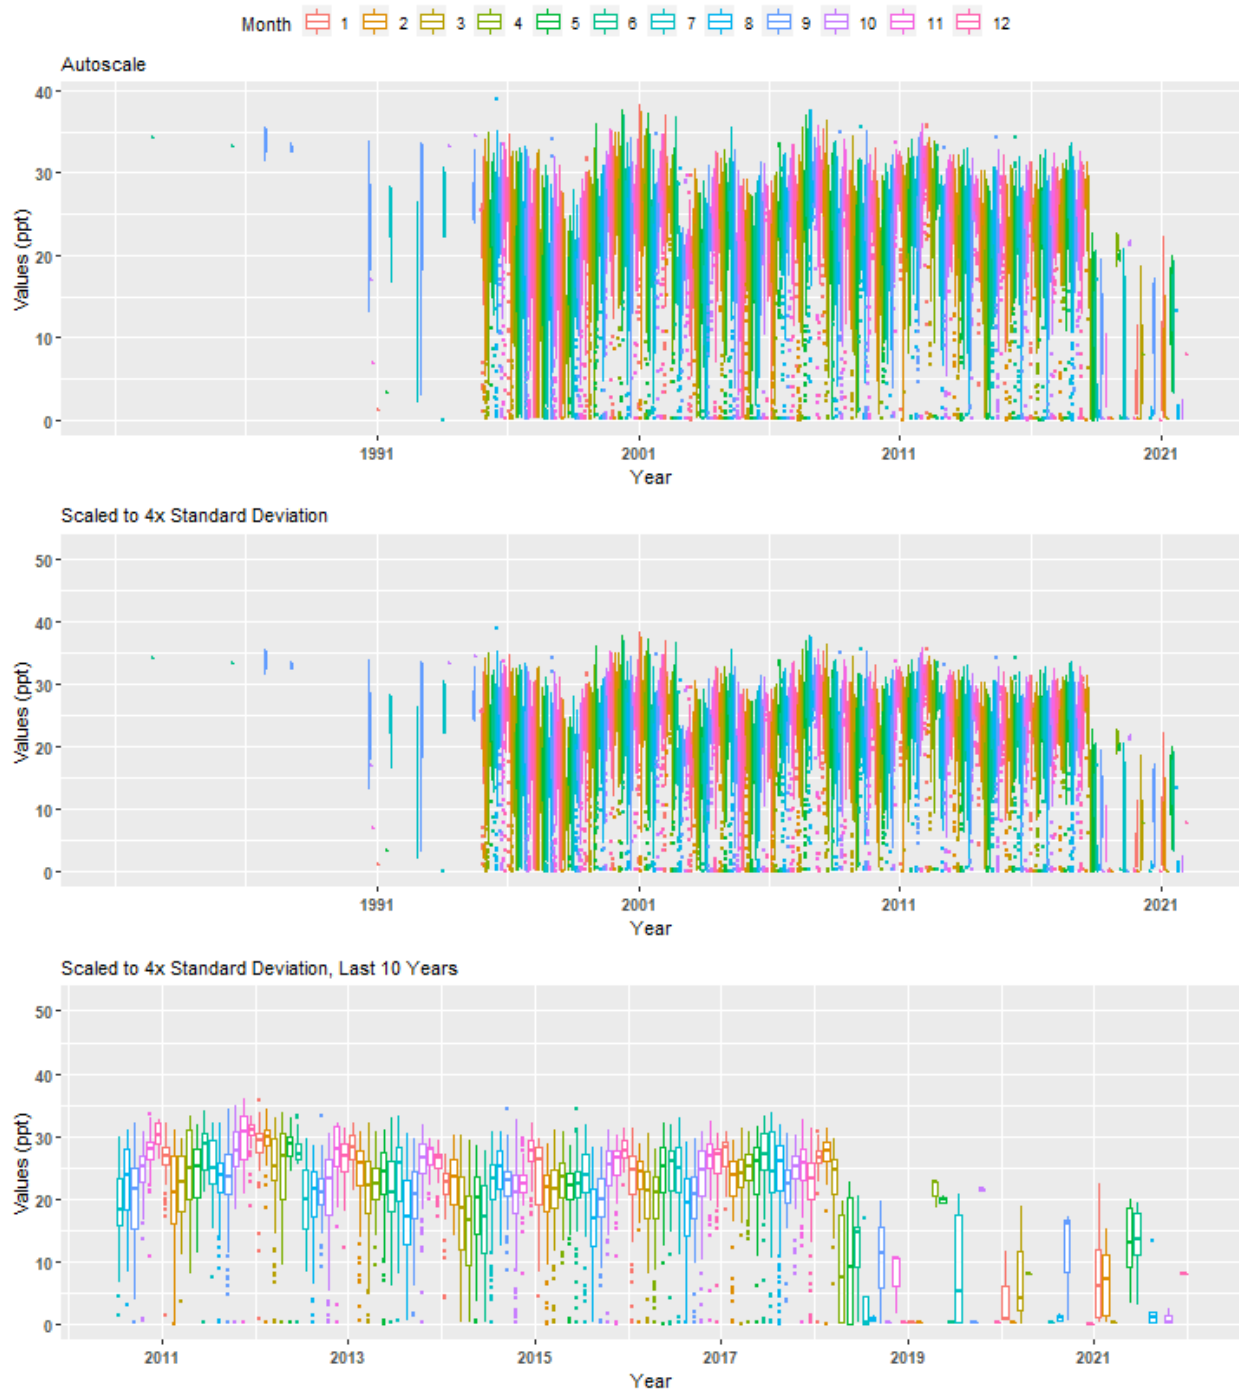 Month 1 2 3 4 5 6 7 8 9 10 11 12
Autoscale
Values (ppt)
40
30
20
10
0
1991 2001 2011 2021
Year
Scaled to 4x Standard Deviation
Values (ppt)
50
40
30
20
10
0
1991 2001 2011 2021
Year
Scaled to 4x Standard Deviation, Last 10 Years
Values (ppt)
50
40
30
20
10
0
2011 2013 2015 2017 2019 2021
Year